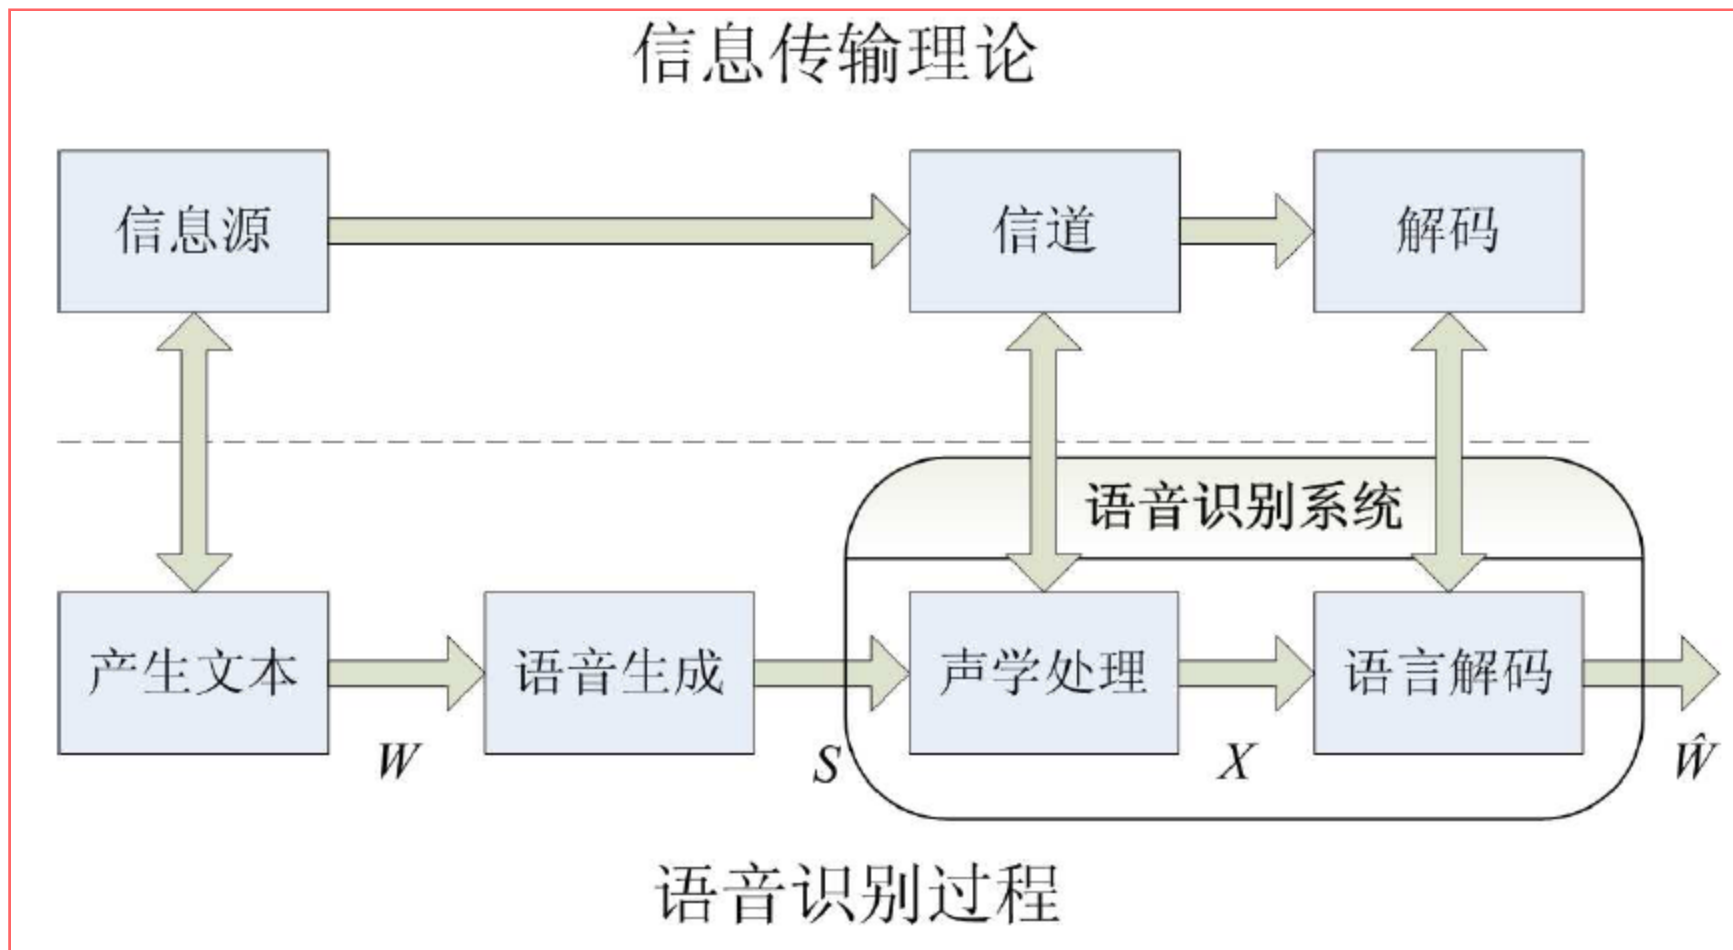 信息传输理论
信息源
信道
解码
语音识别系统
产生文本
语音生成
声学处理
语言解码
W
S
X
Ŵ
语音识别过程